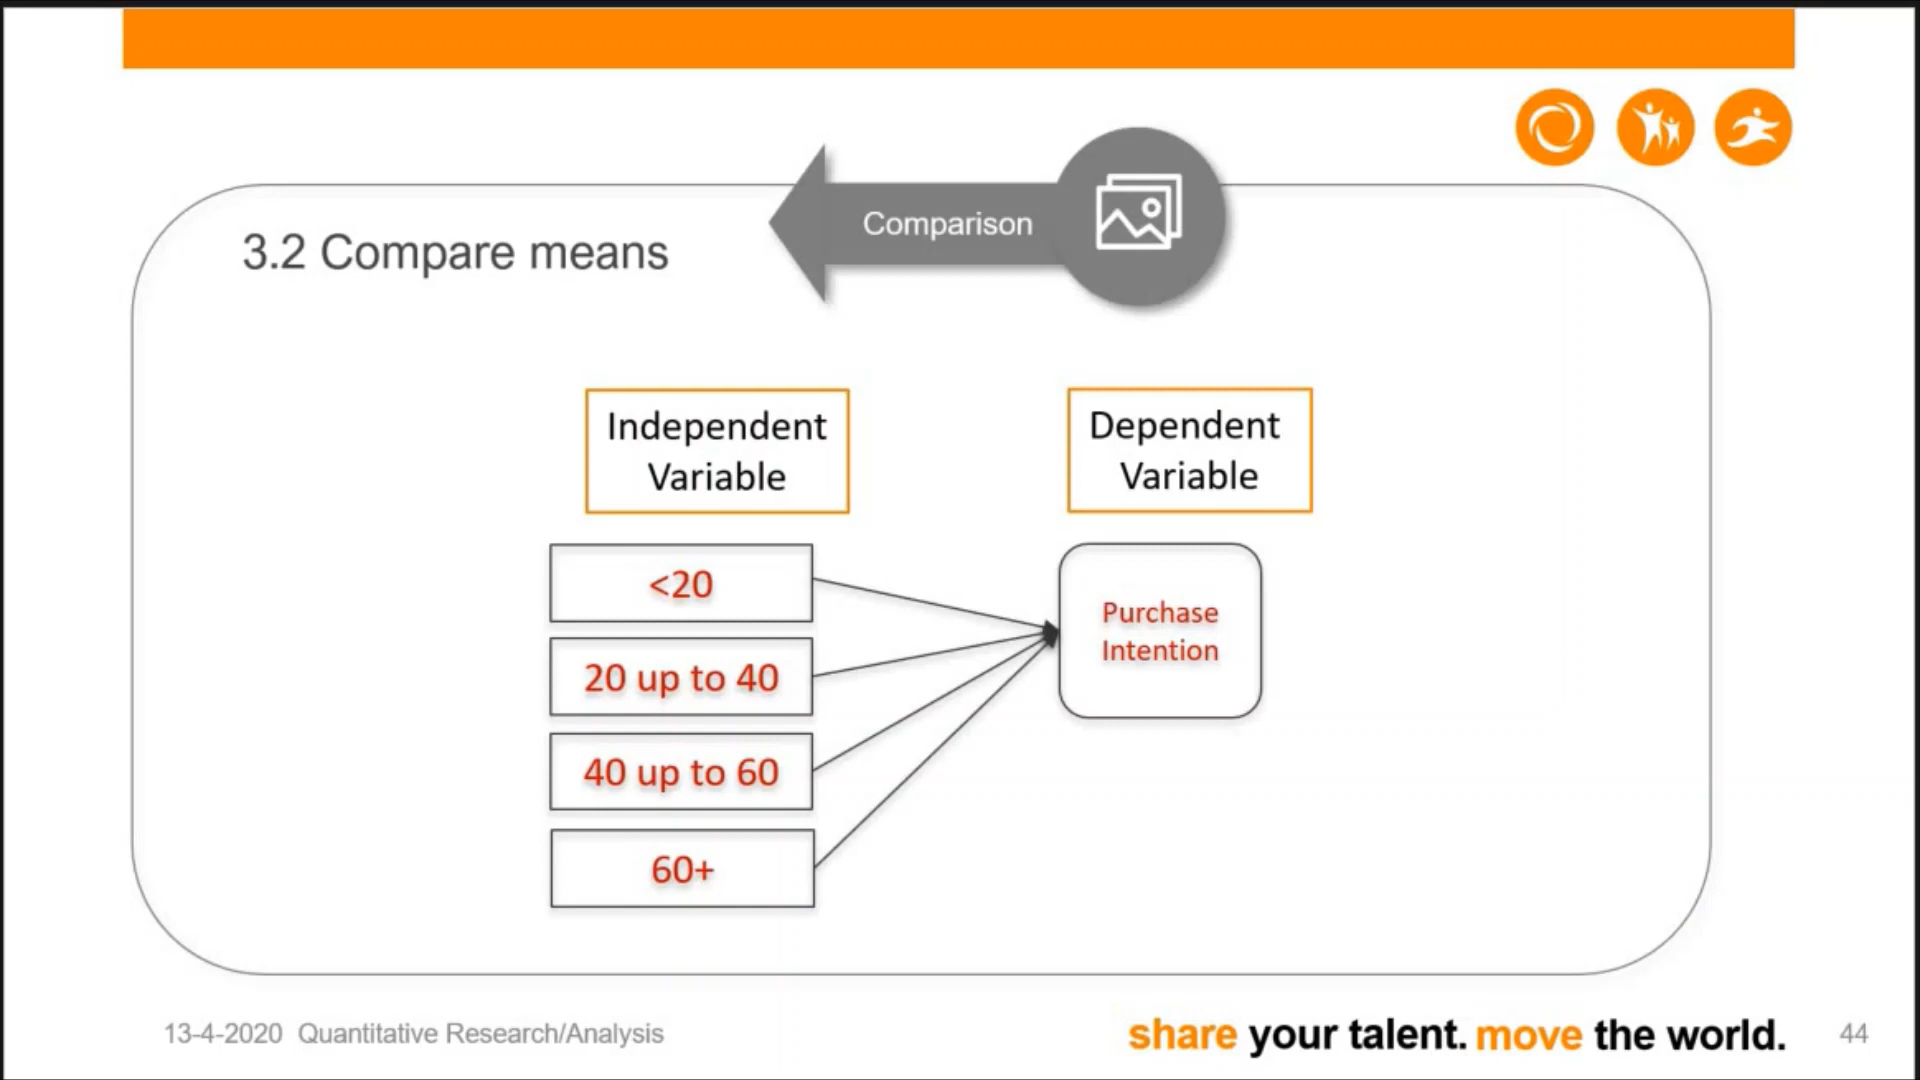 Comparison
3.2 Compare means
Independent
Variable
Dependent
Variable
<20
20 up to 40
40 up to 60
60+
Purchase
Intention
13-4-2020 Quantitative Research/Analysis
share your talent. move the world.
44